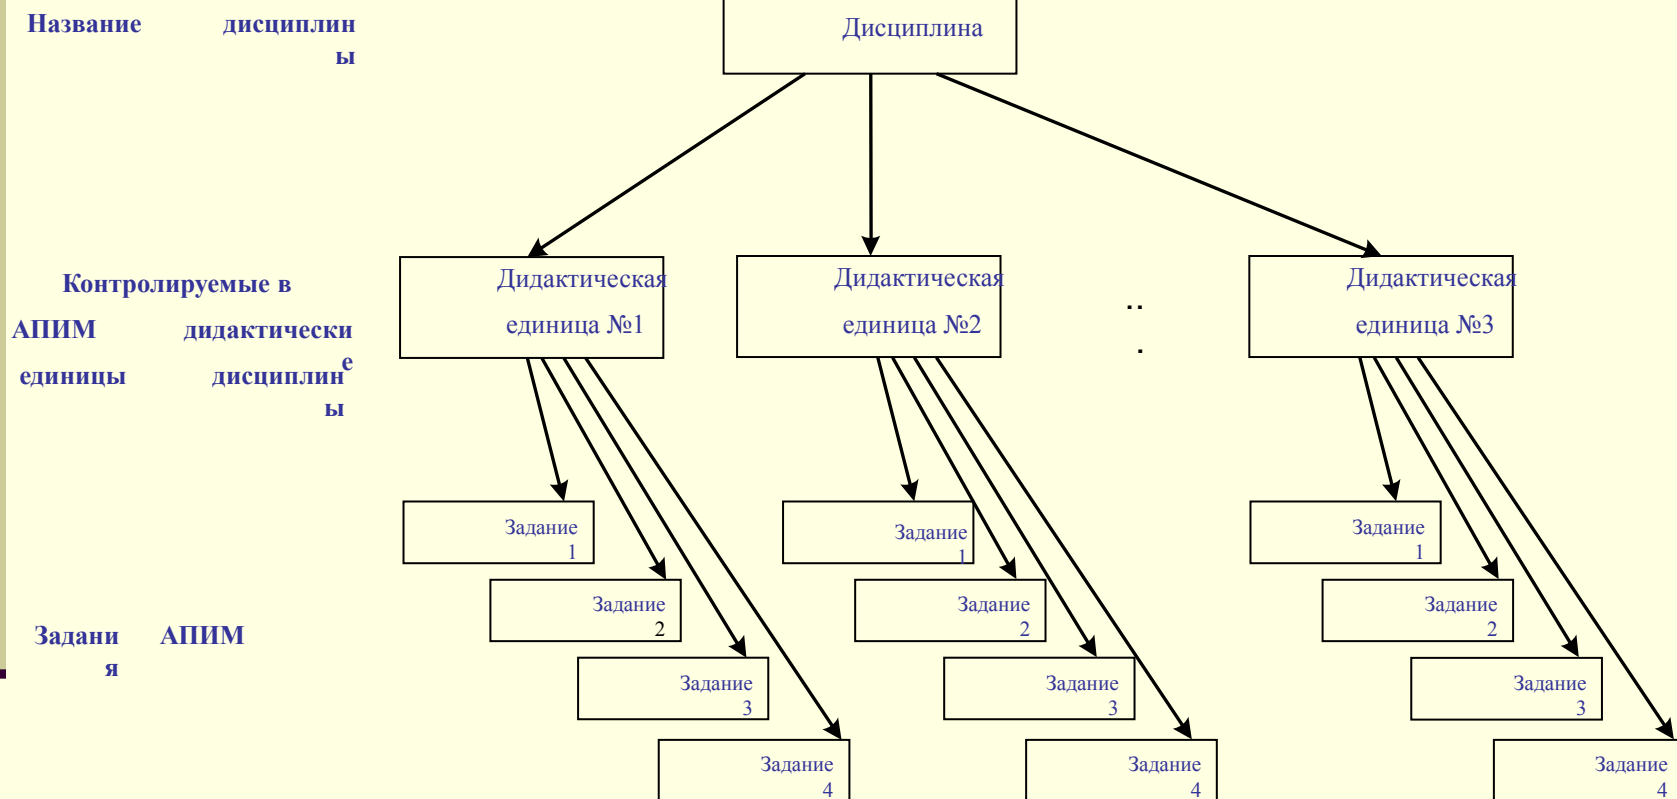 Название дисциплин
ы
Дисциплина
Контролируемые в
АПИМ дидактически
е
единицы дисциплин
ы
Дидактическая
единица №1
Дидактическая
единица №2
..
.
Дидактическая
единица №3
Задани АПИМ
я
Задание
1
Задание
2
Задание
3
Задание
4
Задание
1
Задание
2
Задание
3
Задание
4
Задание
1
Задание
2
Задание
3
Задание
4